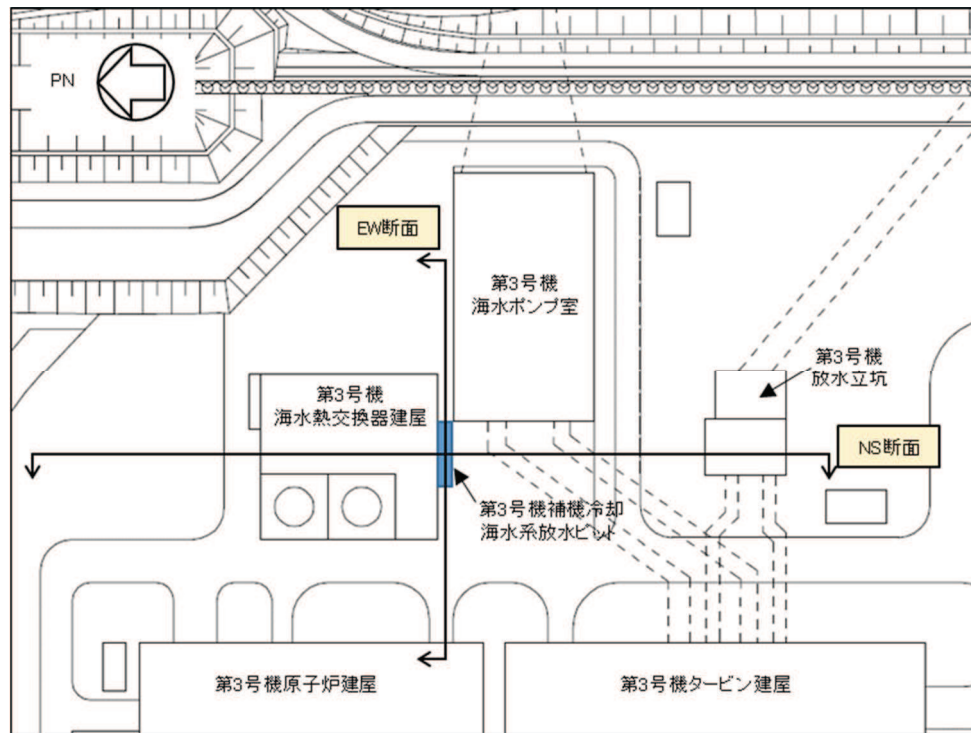 PN
EW断面
第3号機
海水ポンプ室
第3号機
放水立坑
第3号機
海水熱交換器建屋
NS断面
第3号機補機冷却
海水系放水ピット
第3号機原子炉建屋
第3号機タービン建屋